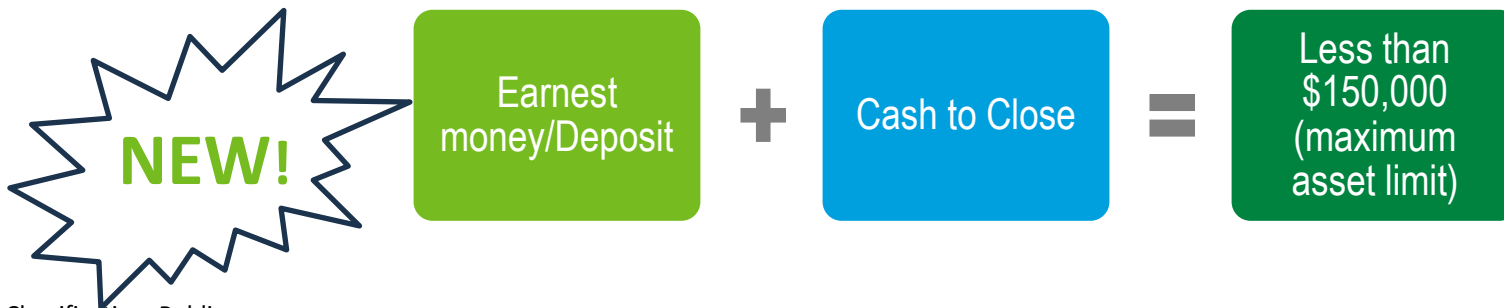 NEW!
Earnest
money/Deposit
+
Cash to Close
=
Less than
$150,000
(maximum
asset limit)